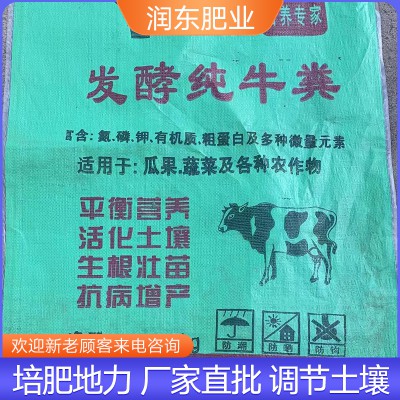 润东肥业
养专家
发酵纯牛粪
富含:氮.磷.钾.有机质.粗蛋白及多种微量元素
适用于:瓜果.蔬菜及各种农作物
平衡营养
活化土壤
生根壮苗
抗病增产
防潮 防晒 防钩
欢迎新老顾客来电咨询
g
培肥地力 厂家直批 调节土壤